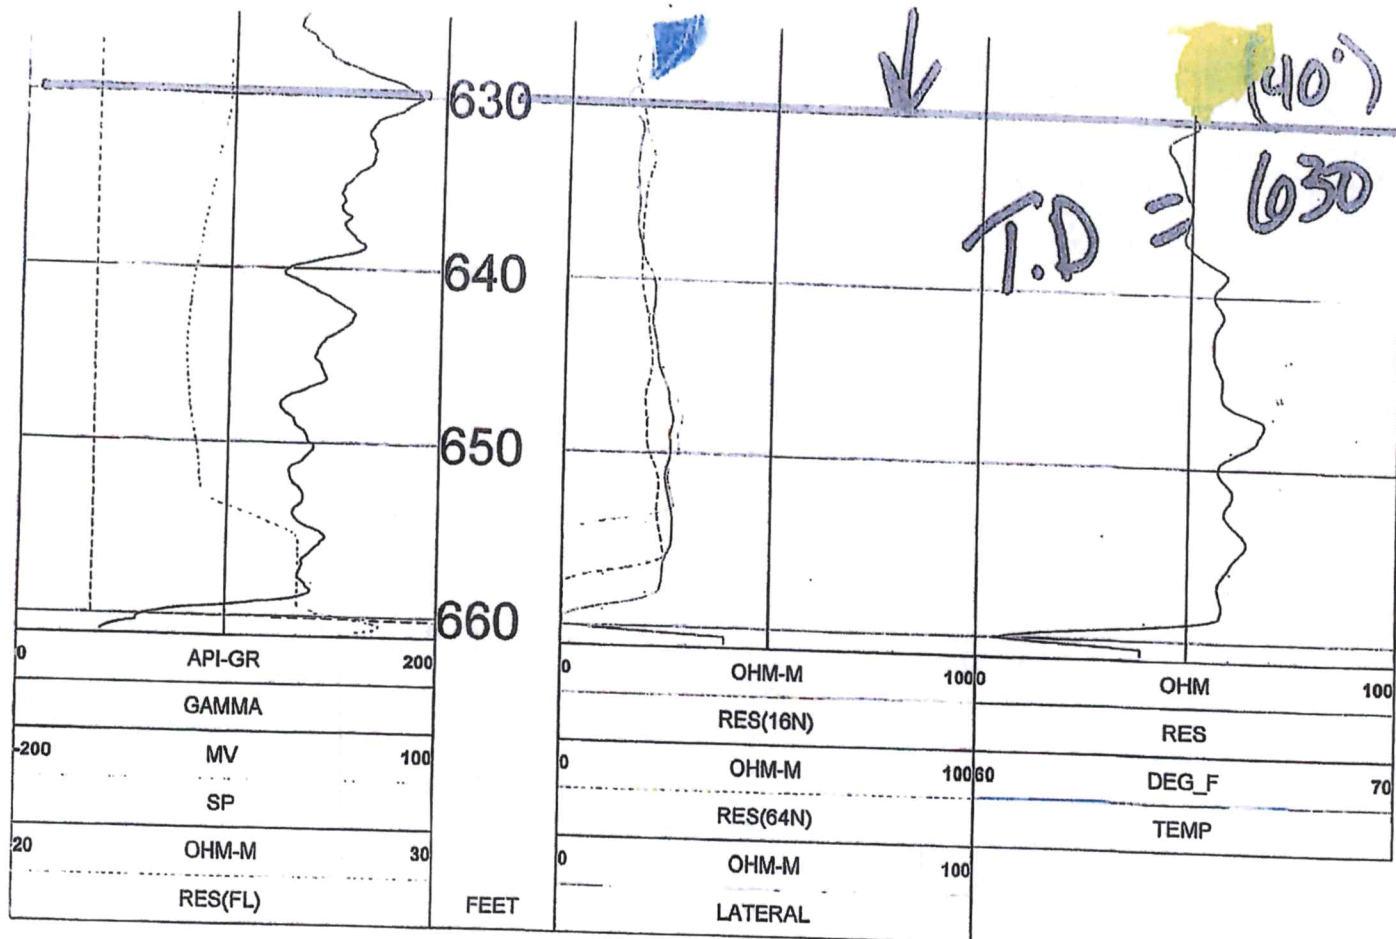 (40')
630
T.D = 630
640
650
660
0 API-GR 200
GAMMA
-200 MV 100
SP
20 OHM-M 30
RES(FL)
FEET
0 OHM-M 100
RES(16N)
0 OHM-M 100
RES(64N)
0 OHM-M 100
LATERAL
0 OHM 100
RES
60 DEG_F 70
TEMP